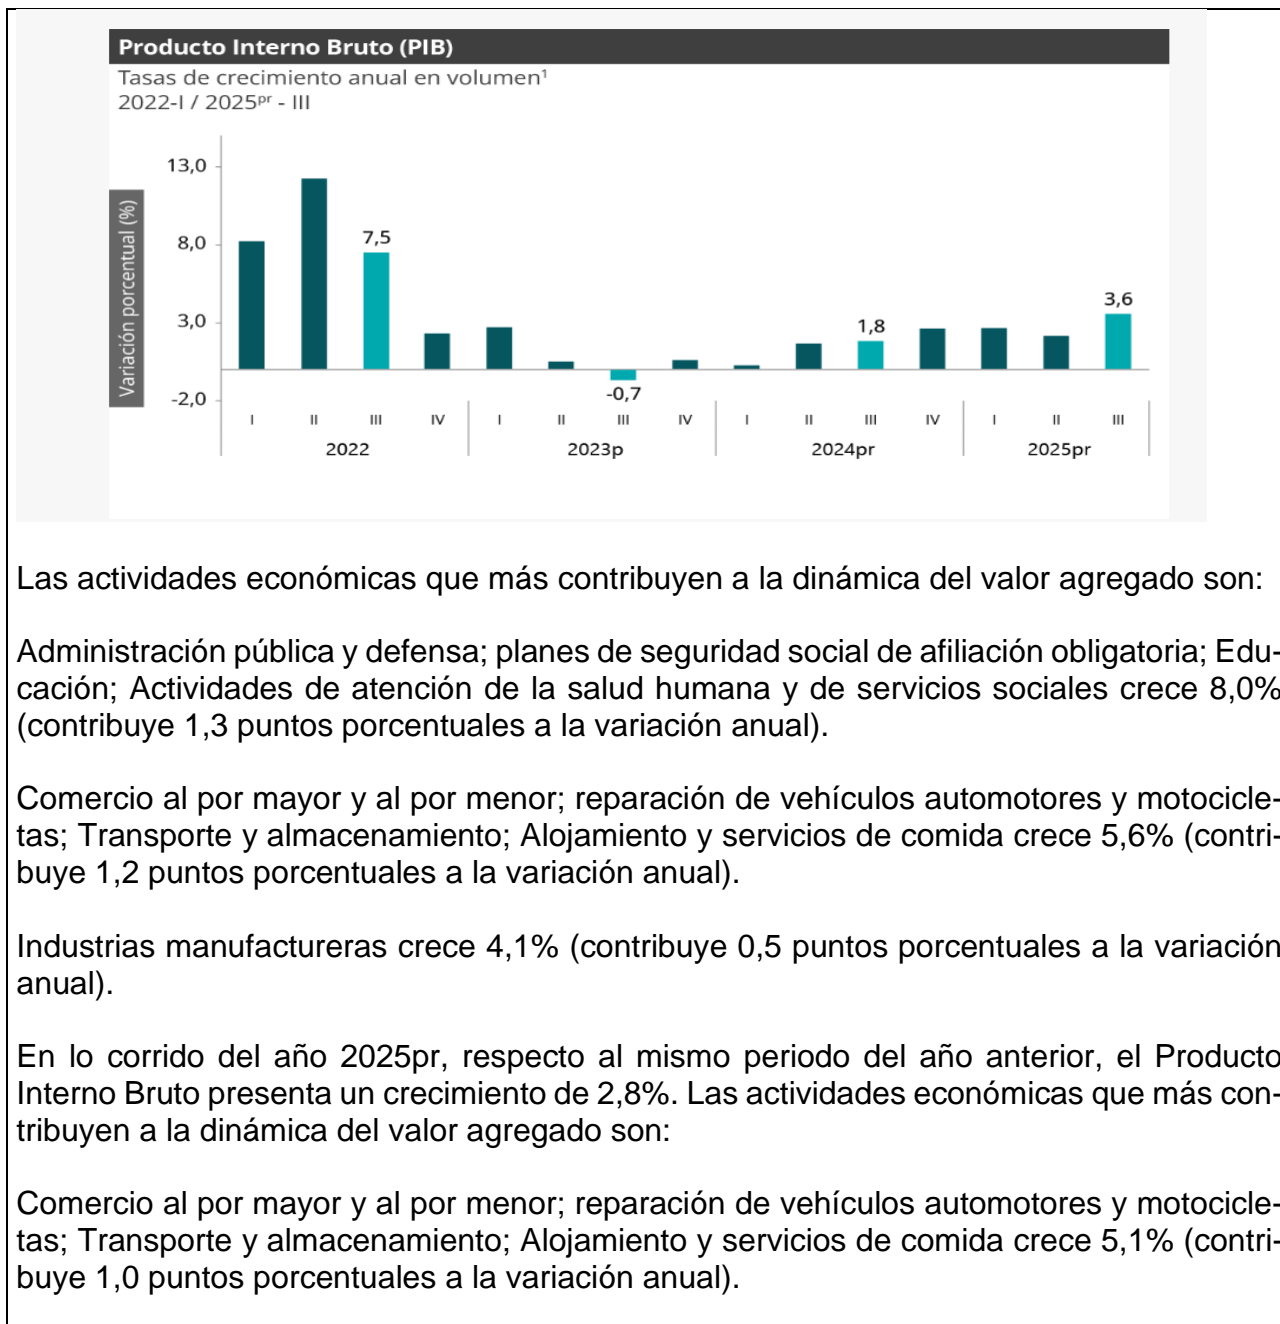 Producto Interno Bruto (PIB)
Tasas de crecimiento anual en volumen¹
2022-I / 2025ᵖʳ - III
Variación porcentual (%)
13,0
8,0
3,0
-2,0
7,5
-0,7
1,8
3,6
I II III IV I II III IV I II III IV I II III
2022 2023p 2024pr 2025pr
Las actividades económicas que más contribuyen a la dinámica del valor agregado son:
Administración pública y defensa; planes de seguridad social de afiliación obligatoria; Edu-
cación; Actividades de atención de la salud humana y de servicios sociales crece 8,0%
(contribuye 1,3 puntos porcentuales a la variación anual).
Comercio al por mayor y al por menor; reparación de vehículos automotores y motocicle-
tas; Transporte y almacenamiento; Alojamiento y servicios de comida crece 5,6% (contri-
buye 1,2 puntos porcentuales a la variación anual).
Industrias manufactureras crece 4,1% (contribuye 0,5 puntos porcentuales a la variación
anual).
En lo corrido del año 2025pr, respecto al mismo periodo del año anterior, el Producto
Interno Bruto presenta un crecimiento de 2,8%. Las actividades económicas que más con-
tribuyen a la dinámica del valor agregado son:
Comercio al por mayor y al por menor; reparación de vehículos automotores y motocicle-
tas; Transporte y almacenamiento; Alojamiento y servicios de comida crece 5,1% (contri-
buye 1,0 puntos porcentuales a la variación anual).